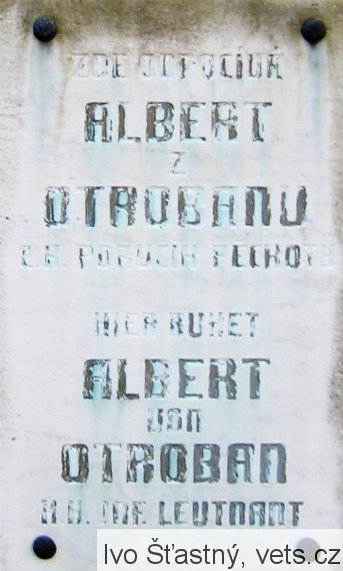 ZDE ODPOČÍVÁ
ALBERT
Z
OTROBANU
C.K. PORUČÍK PĚCHOTY
HIER RUHET
ALBERT
VON
OTROBAN
K.K. INF. LEUTNANT
Ivo Šťastný, vets.cz